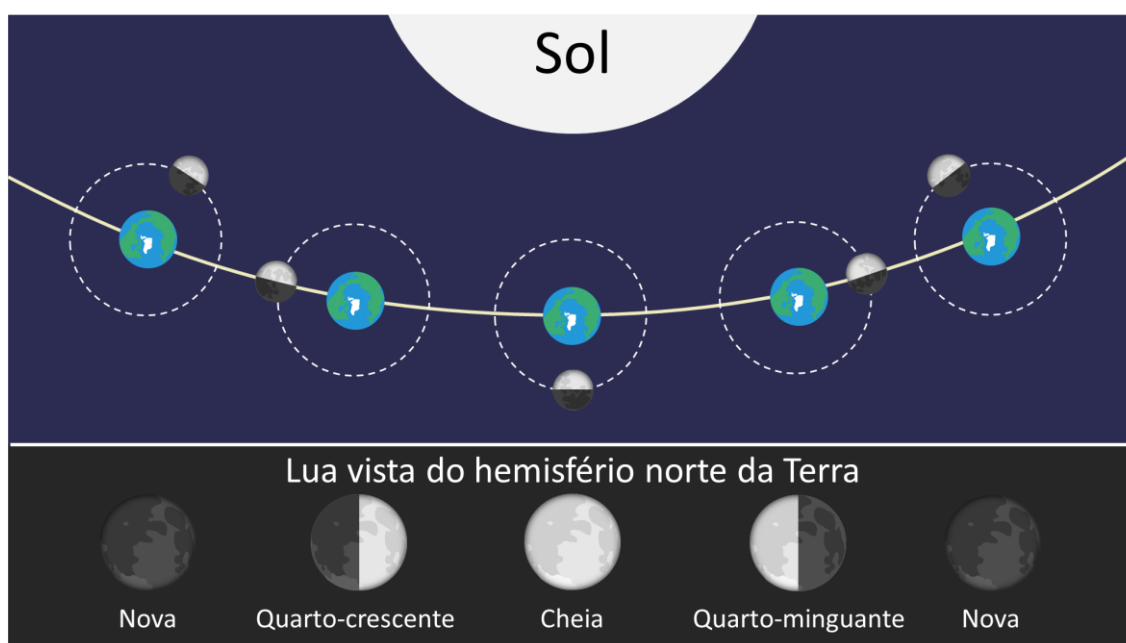 Sol
Lua vista do hemisfério norte da Terra
Nova
Quarto-crescente
Cheia
Quarto-minguante
Nova